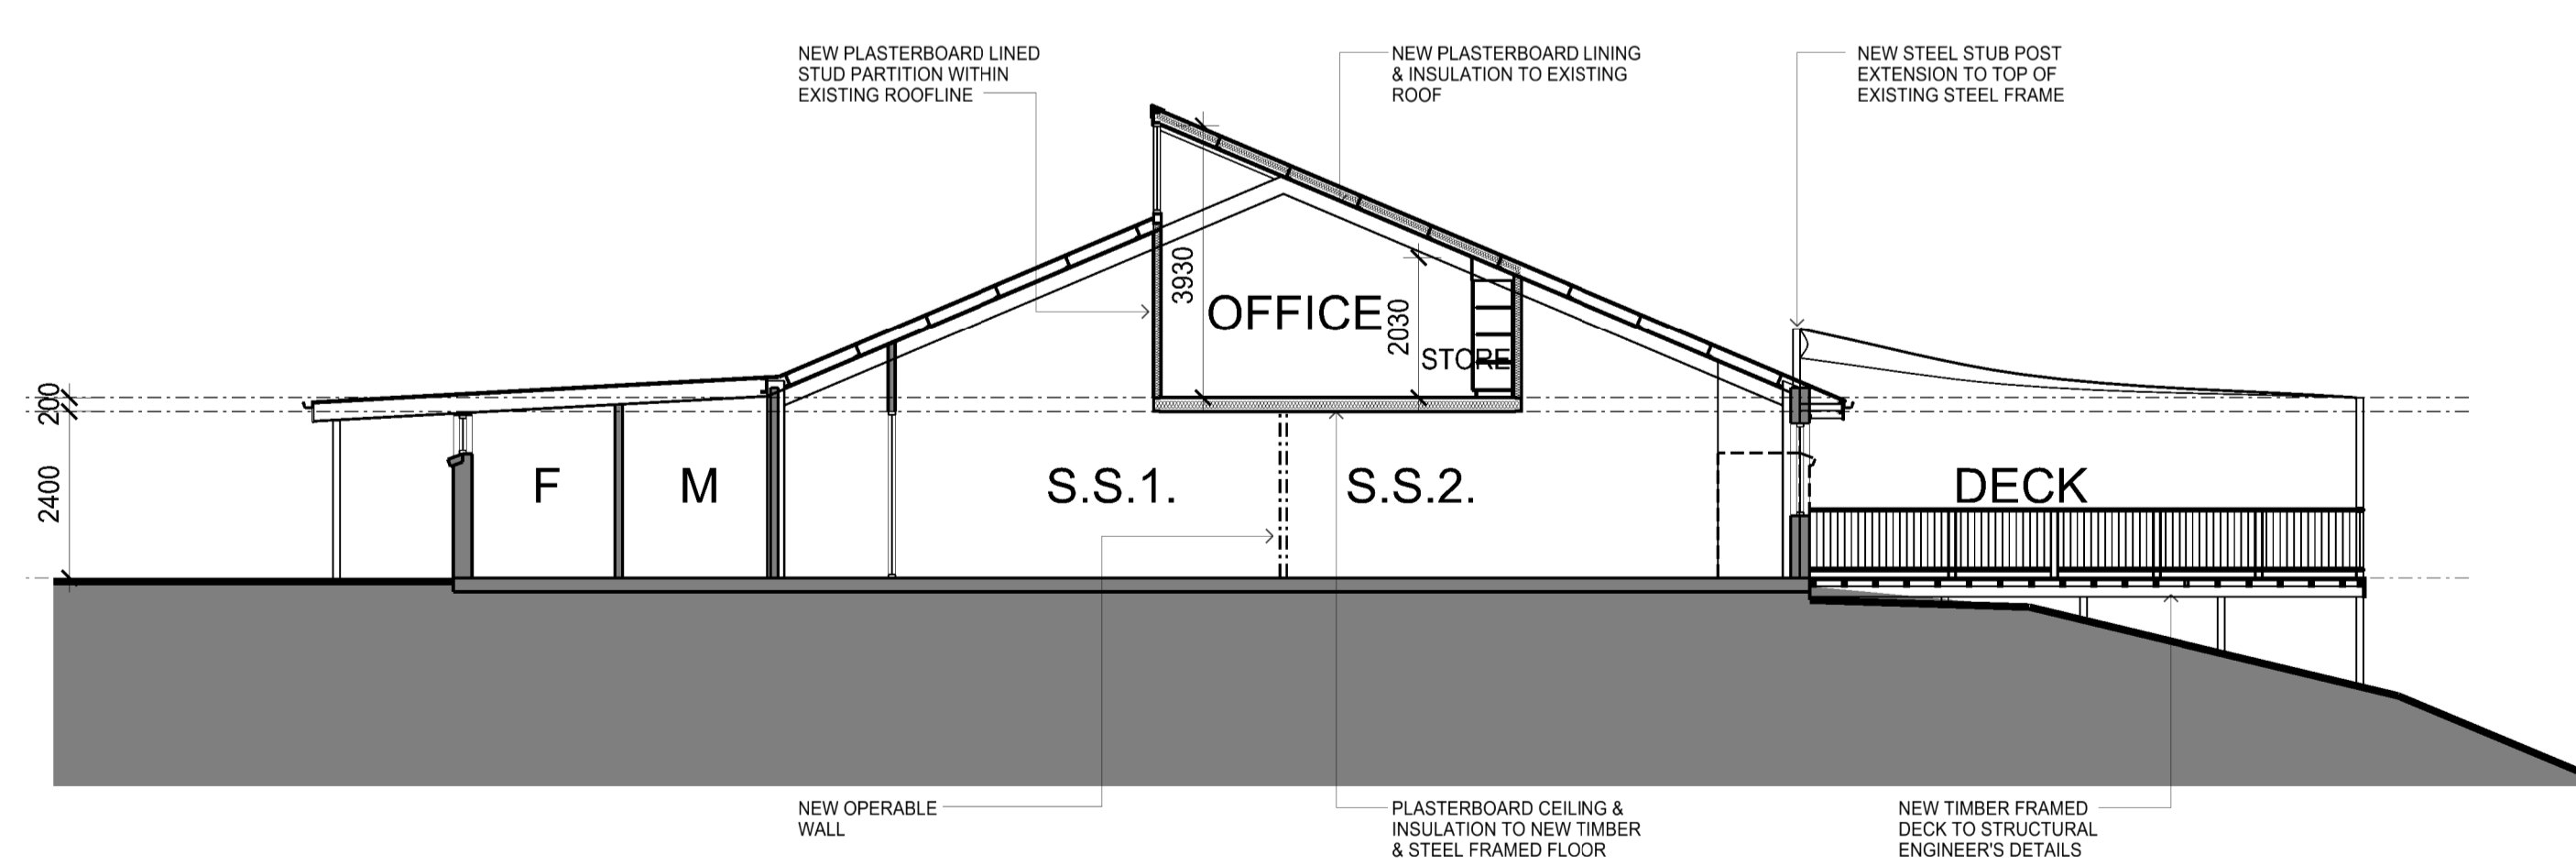 NEW PLASTERBOARD LINED
STUD PARTITION WITHIN
EXISTING ROOFLINE
NEW PLASTERBOARD LINING
& INSULATION TO EXISTING
ROOF
NEW STEEL STUB POST
EXTENSION TO TOP OF
EXISTING STEEL FRAME
3930
OFFICE
2030
STORE
200
2400
F
M
S.S.1.
S.S.2.
DECK
NEW OPERABLE
WALL
PLASTERBOARD CEILING &
INSULATION TO NEW TIMBER
& STEEL FRAMED FLOOR
NEW TIMBER FRAMED
DECK TO STRUCTURAL
ENGINEER'S DETAILS